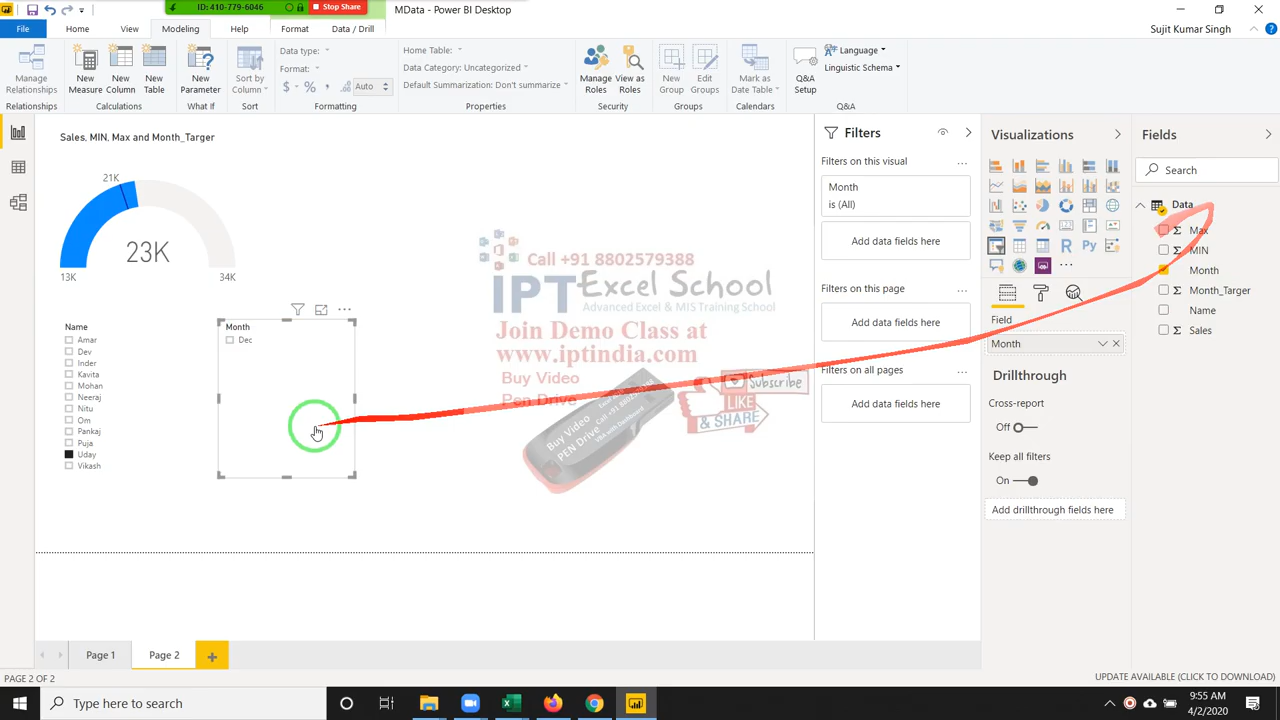 ID: 410-779-6046
Stop Share
MData - Power BI Desktop
File
Home
View
Modeling
Help
Format
Data / Drill
Sujit Kumar Singh
Manage Relationships
New Measure
New Column
New Table
New Parameter
Sort by Column
Data type:
Format:
$ % , Auto
Home Table:
Data Category: Uncategorized
Default Summarization: Don't summarize
Manage Roles
View as Roles
New Group
Edit Groups
Mark as Date Table
Q&A Setup
Language
Linguistic Schema
Relationships
Calculations
What If
Sort
Formatting
Properties
Security
Groups
Calendars
Q&A
Sales, MIN, Max and Month_Targer
21K
23K
13K
34K
Name
Amar
Dev
Inder
Kavita
Mohan
Neeraj
Nitu
Om
Pankaj
Puja
Uday
Vikash
Month
Dec
Call +91 8802579388
IPT Excel School
Advanced Excel & MIS Training School
Join Demo Class at
www.iptindia.com
Buy Video
Pen Drive
Buy Video
PEN Drive
Subscribe
LIKE
& SHARE
Filters
Filters on this visual
Month
is (All)
Add data fields here
Filters on this page
Add data fields here
Filters on all pages
Add data fields here
Visualizations
R
Py
Field
Month
Drillthrough
Cross-report
Off
Keep all filters
On
Add drillthrough fields here
Fields
Search
Data
Max
MIN
Month
Month_Targer
Name
Sales
Page 1
Page 2
PAGE 2 OF 2
UPDATE AVAILABLE (CLICK TO DOWNLOAD)
Type here to search
9:55 AM
4/2/2020